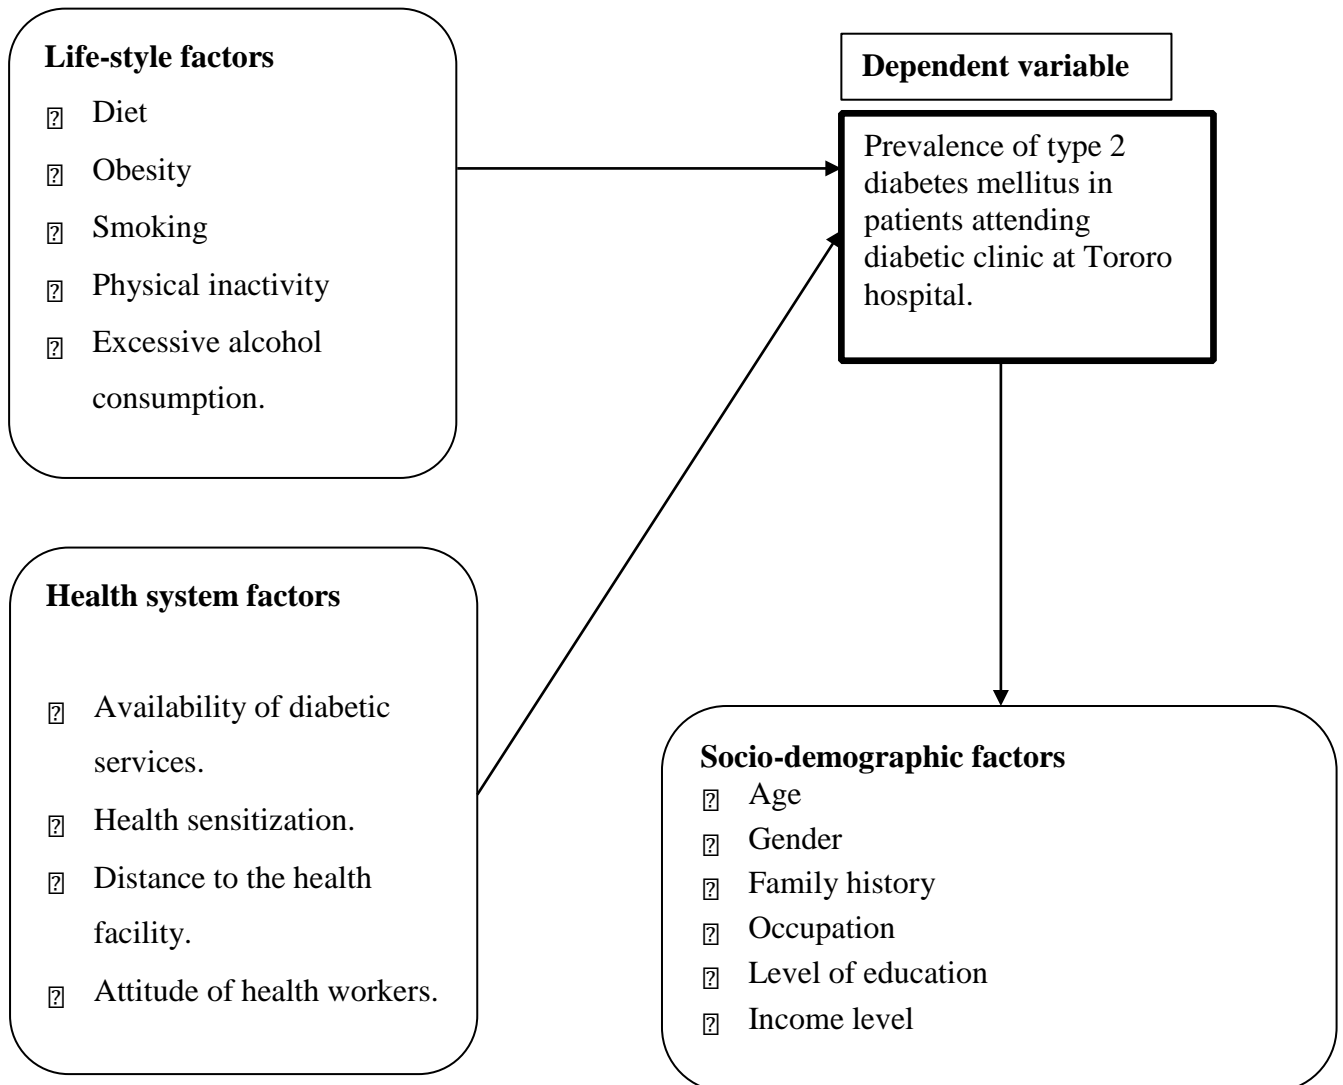 Life-style factors
⍰ Diet
⍰ Obesity
⍰ Smoking
⍰ Physical inactivity
⍰ Excessive alcohol
consumption.
Dependent variable
Prevalence of type 2
diabetes mellitus in
patients attending
diabetic clinic at Tororo
hospital.
Health system factors
⍰ Availability of diabetic
services.
⍰ Health sensitization.
⍰ Distance to the health
facility.
⍰ Attitude of health workers.
Socio-demographic factors
⍰ Age
⍰ Gender
⍰ Family history
⍰ Occupation
⍰ Level of education
⍰ Income level